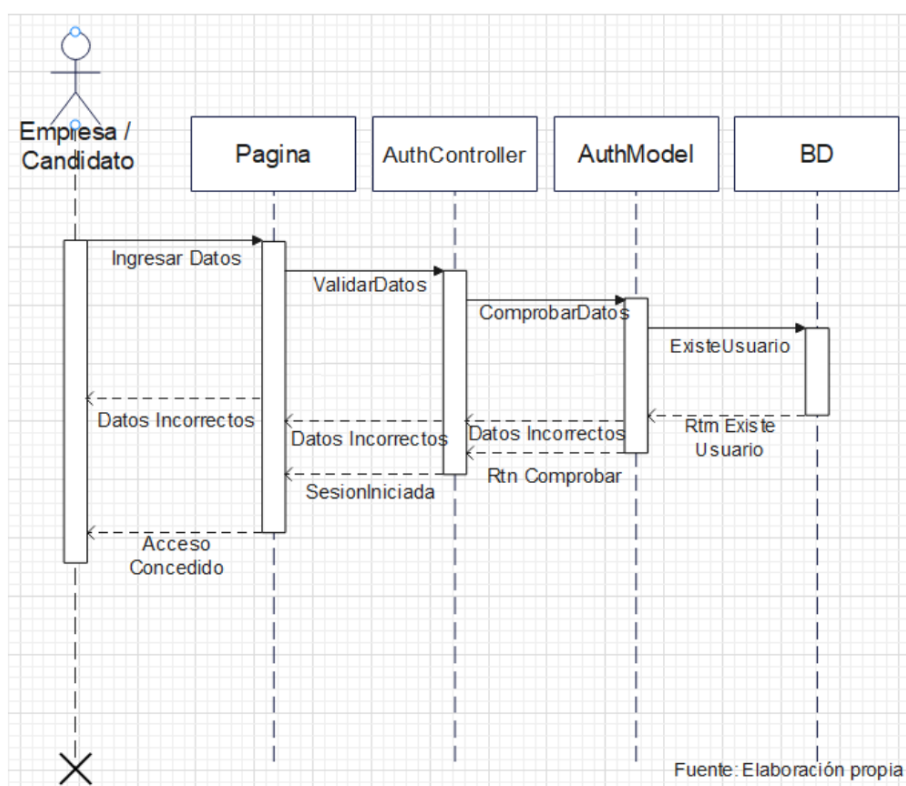 Empresa /
Candidato
Pagina
AuthController
AuthModel
BD
Ingresar Datos
ValidarDatos
ComprobarDatos
ExisteUsuario
Datos Incorrectos
Datos Incorrectos
Datos Incorrectos
Rtm Existe
Usuario
Rtn Comprobar
SesionIniciada
Acceso
Concedido
Fuente: Elaboración propia